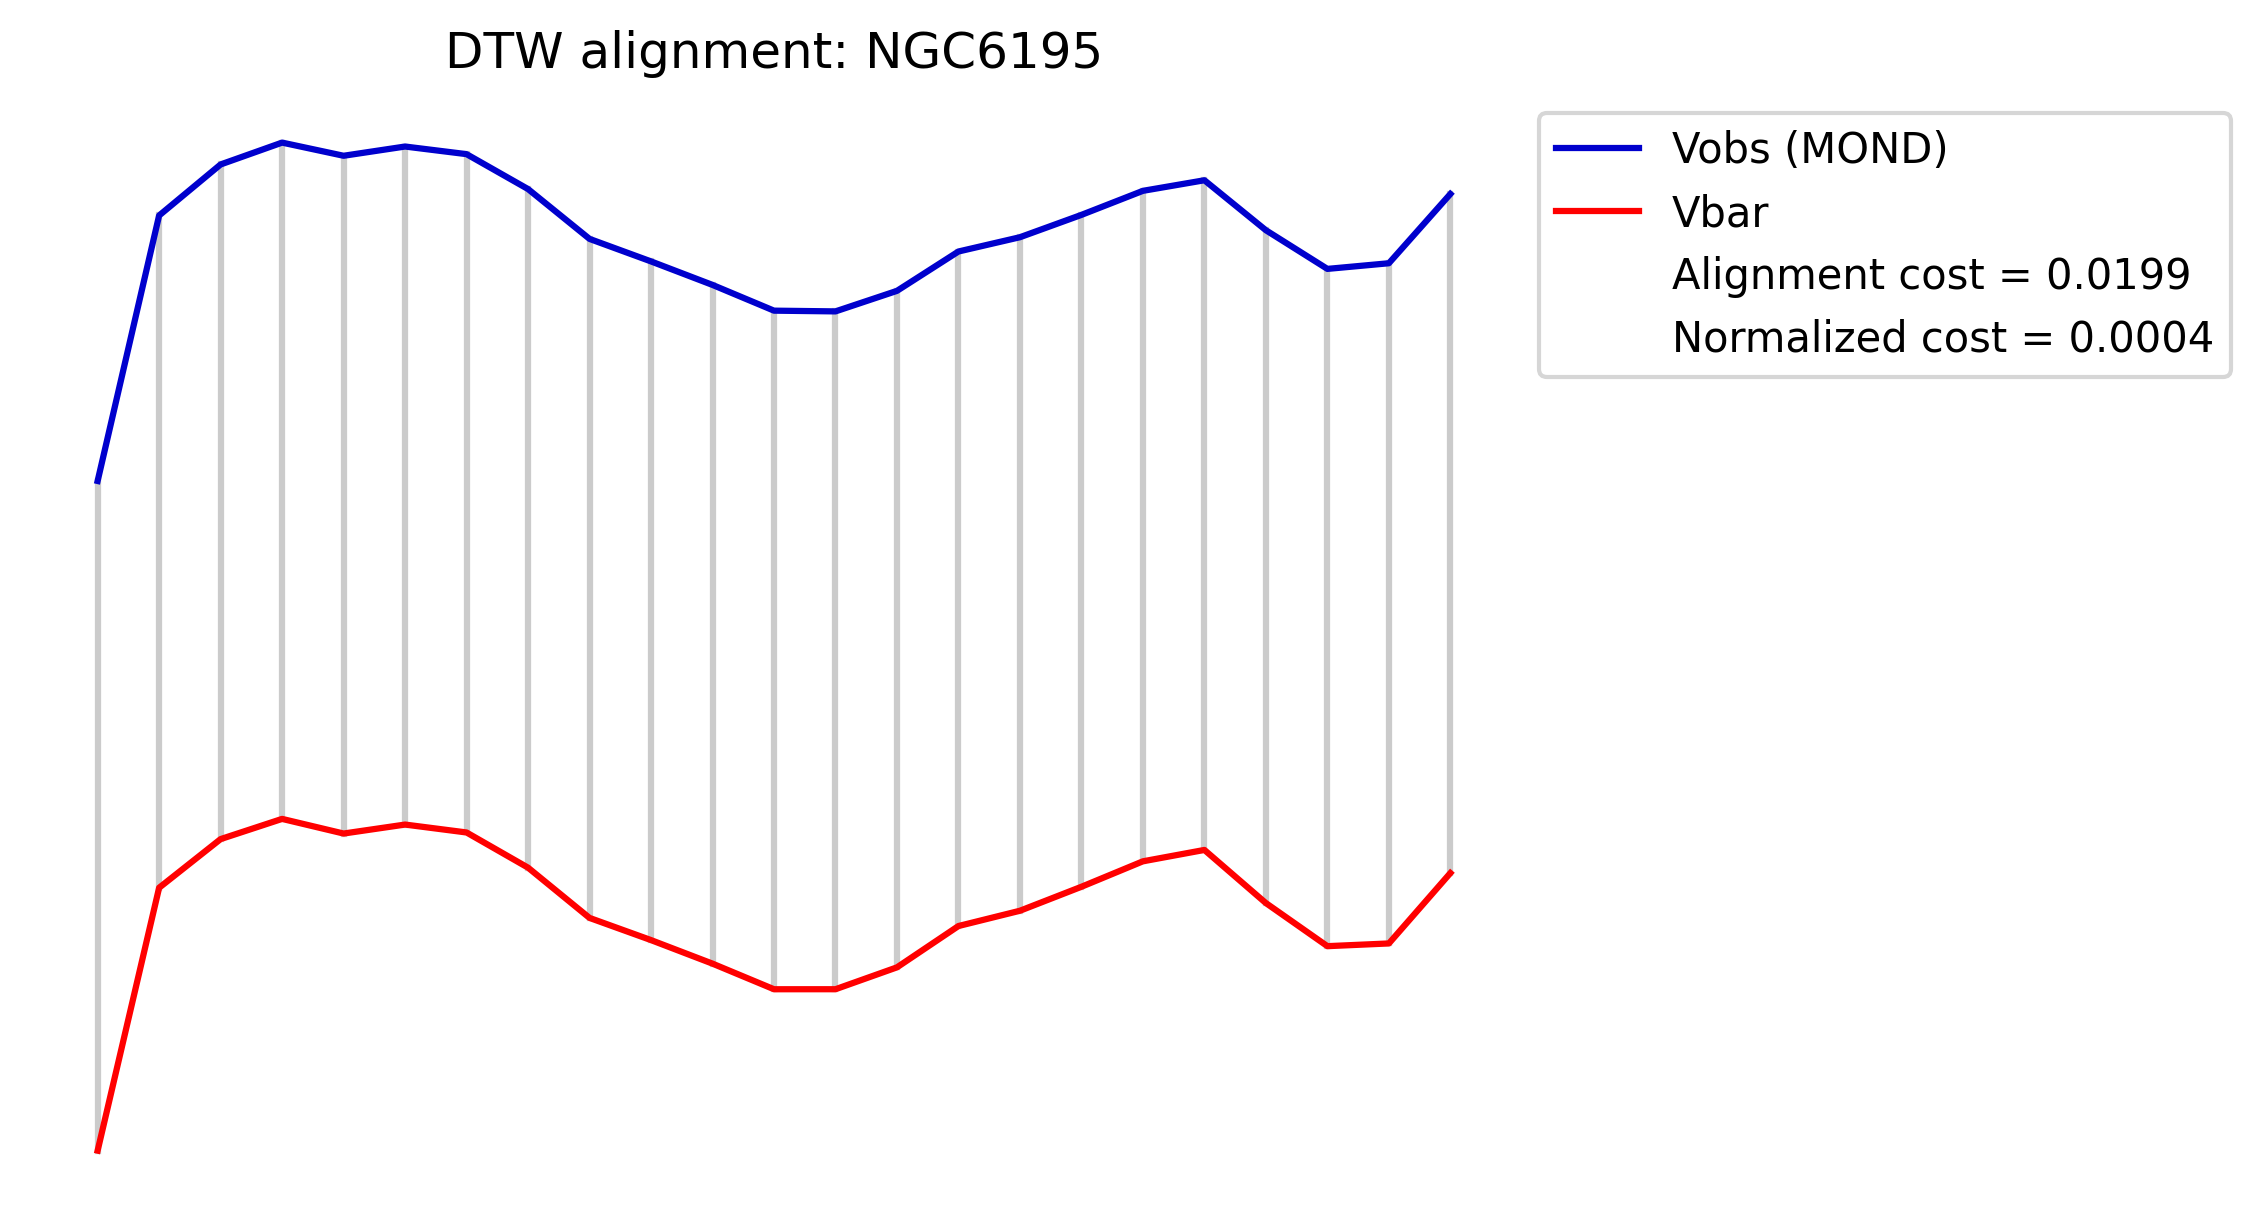 DTW alignment: NGC6195
Vobs (MOND)
Vbar
Alignment cost = 0.0199
Normalized cost = 0.0004